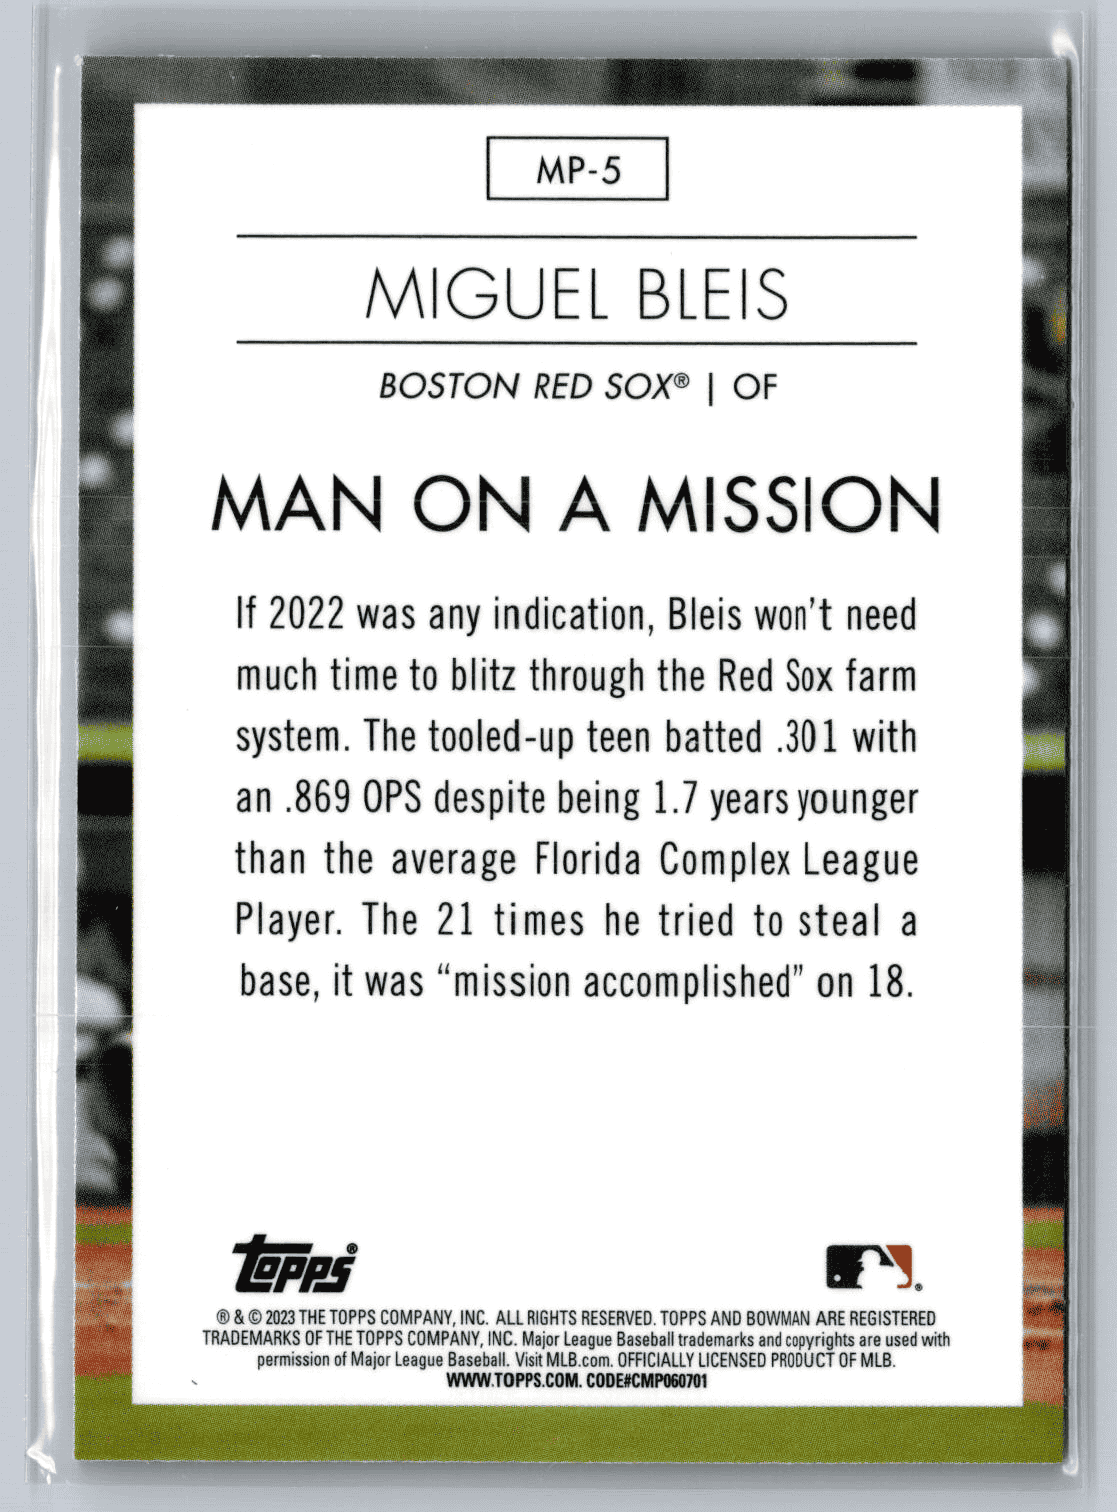 MP-5
MIGUEL BLEIS
BOSTON RED SOX® | OF
MAN ON A MISSION
If 2022 was any indication, Bleis won't need
much time to blitz through the Red Sox farm
system. The tooled-up teen batted .301 with
an .869 OPS despite being 1.7 years younger
than the average Florida Complex League
Player. The 21 times he tried to steal a
base, it was “mission accomplished” on 18.
topps®
®
® & © 2023 THE TOPPS COMPANY, INC. ALL RIGHTS RESERVED. TOPPS AND BOWMAN ARE REGISTERED
TRADEMARKS OF THE TOPPS COMPANY, INC. Major League Baseball trademarks and copyrights are used with
permission of Major League Baseball. Visit MLB.com. OFFICIALLY LICENSED PRODUCT OF MLB.
WWW.TOPPS.COM. CODE#CMP060701